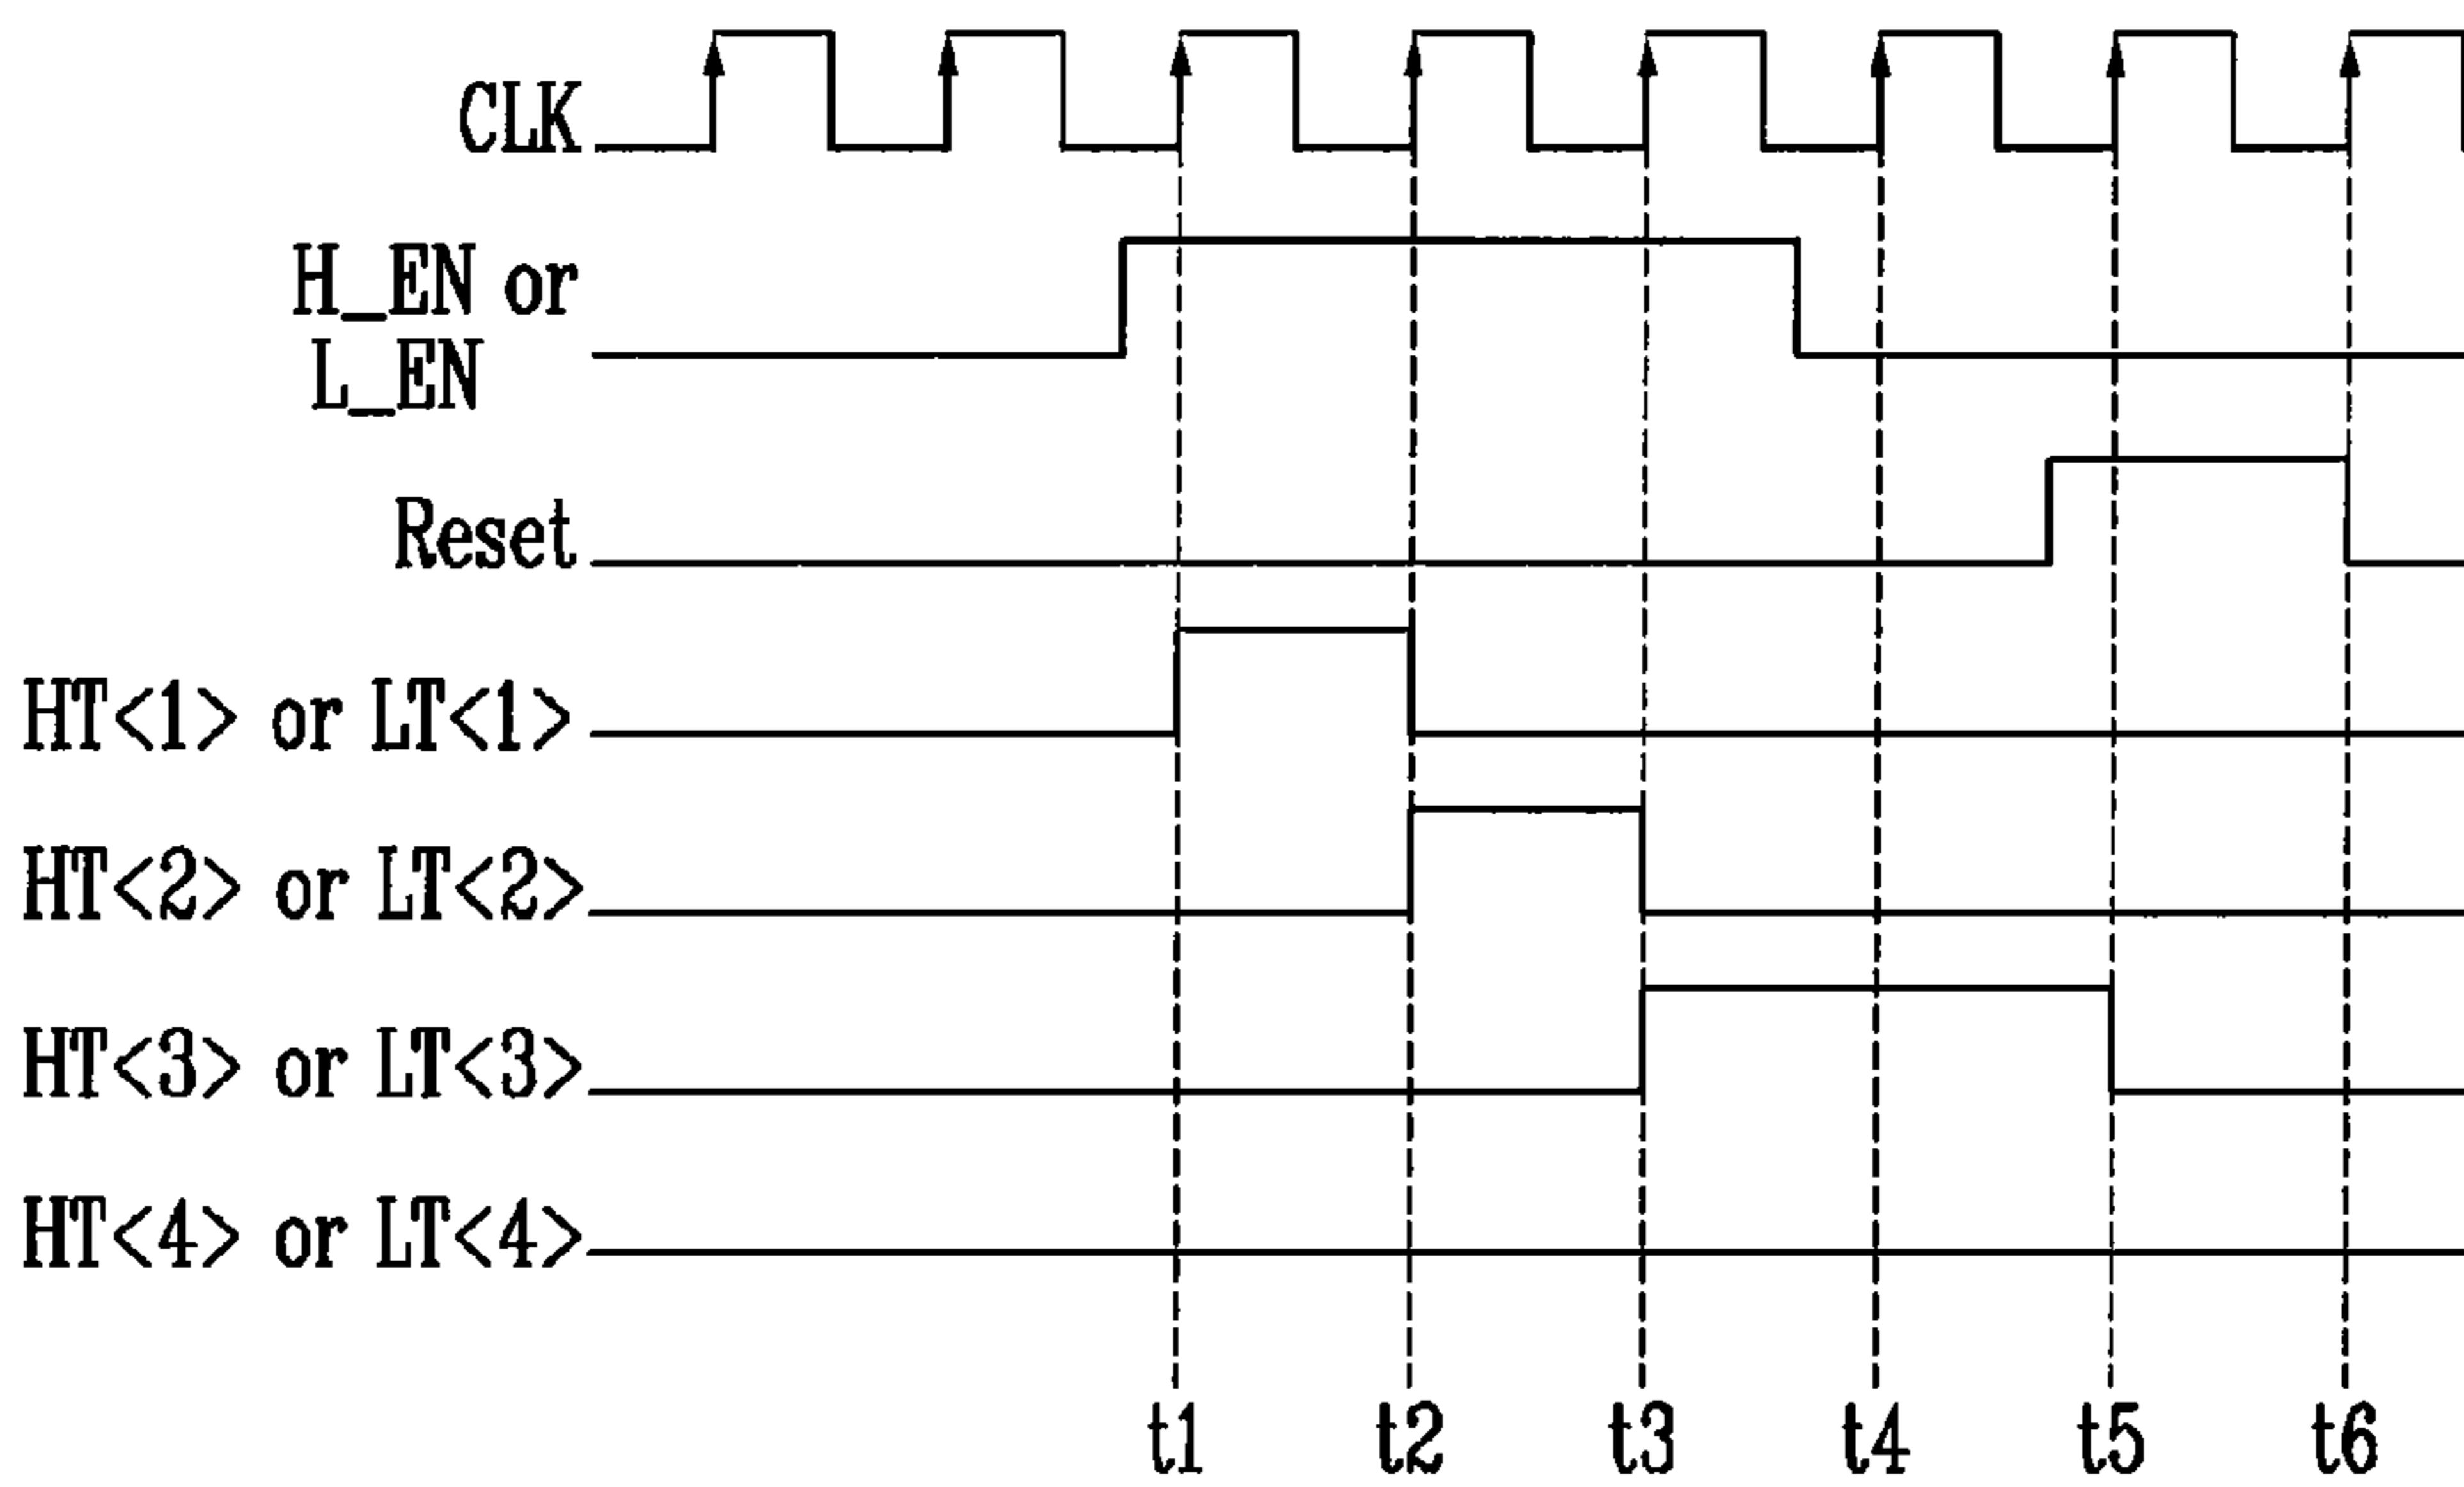 CLK
H_EN or
L_EN
Reset
HT<1> or LT<1>
HT<2> or LT<2>
HT<3> or LT<3>
HT<4> or LT<4>
t1 t2 t3 t4 t5 t6